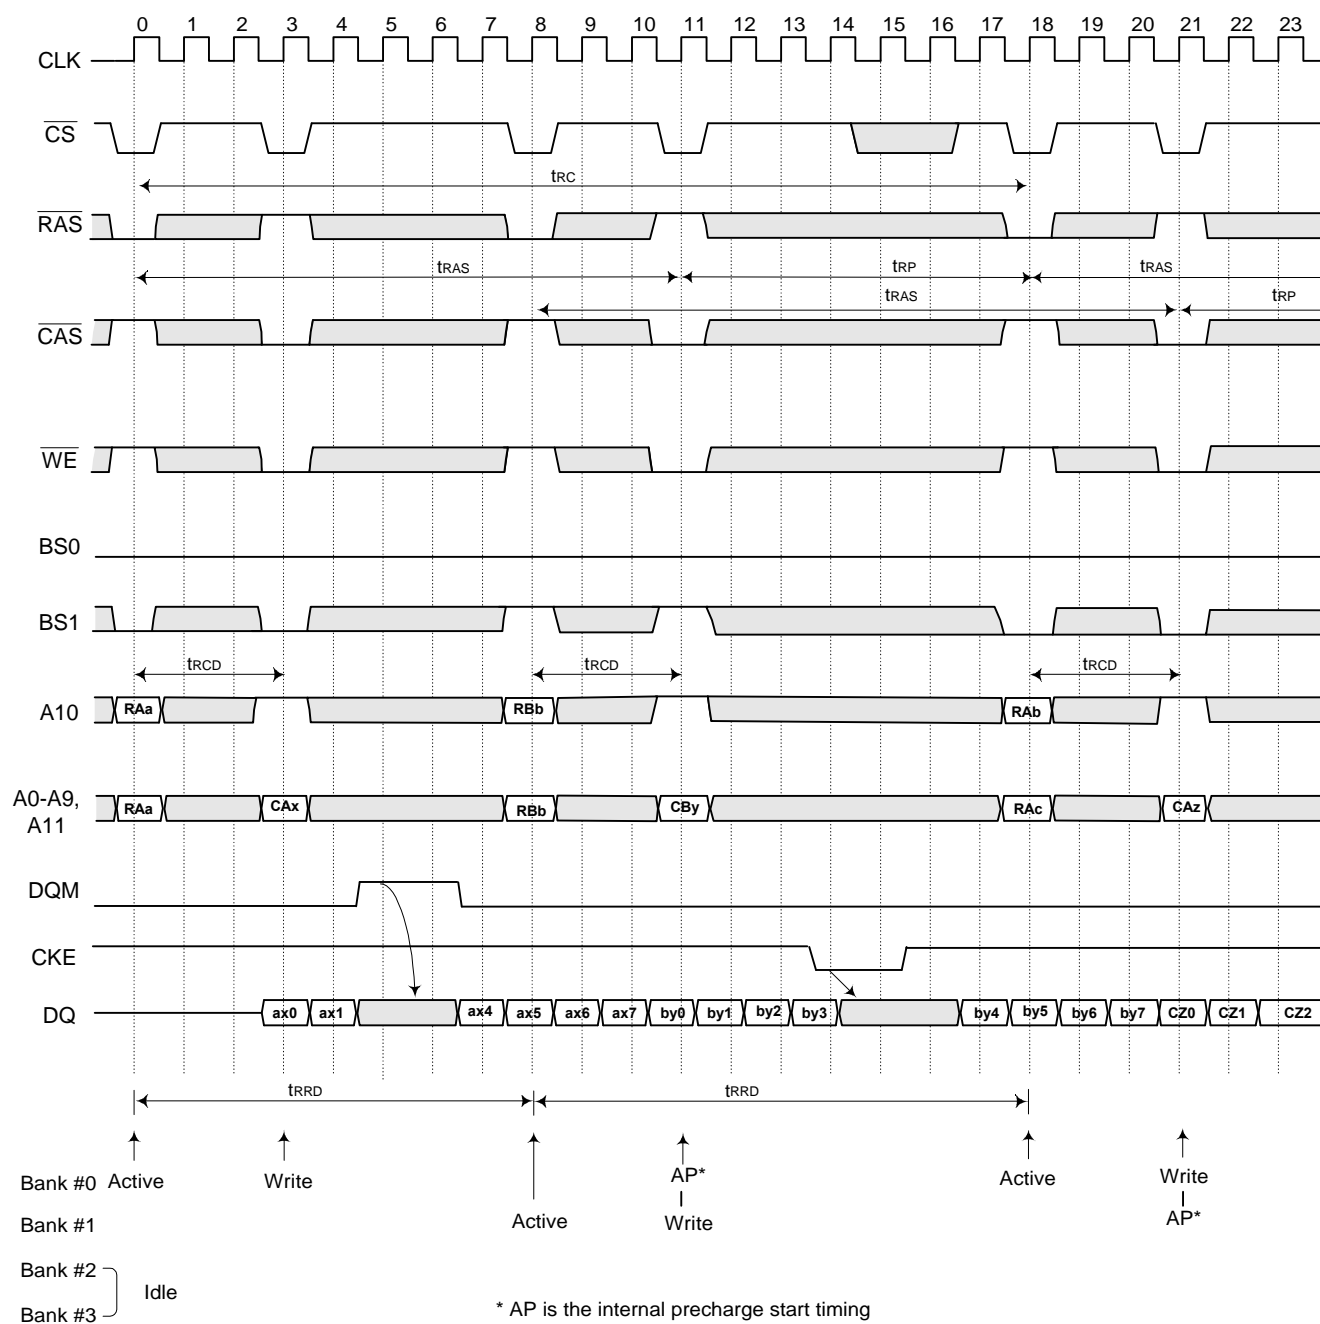 0 1 2 3 4 5 6 7 8 9 10 11 12 13 14 15 16 17 18 19 20 21 22 23
CLK
CS
tRC
RAS
tRAS tRP tRAS
tRAS tRP
CAS
WE
BS0
BS1
tRCD tRCD tRCD
A10 RAa RBb RAb
A0-A9,
A11 RAa CAx RBb CBy RAc CAz
DQM
CKE
DQ ax0 ax1 ax4 ax5 ax6 ax7 by0 by1 by2 by3 by4 by5 by6 by7 CZ0 CZ1 CZ2
tRRD tRRD
Bank #0 Active Write AP* Active Write
Bank #1 Active Write AP*
Bank #2
Idle
Bank #3
* AP is the internal precharge start timing